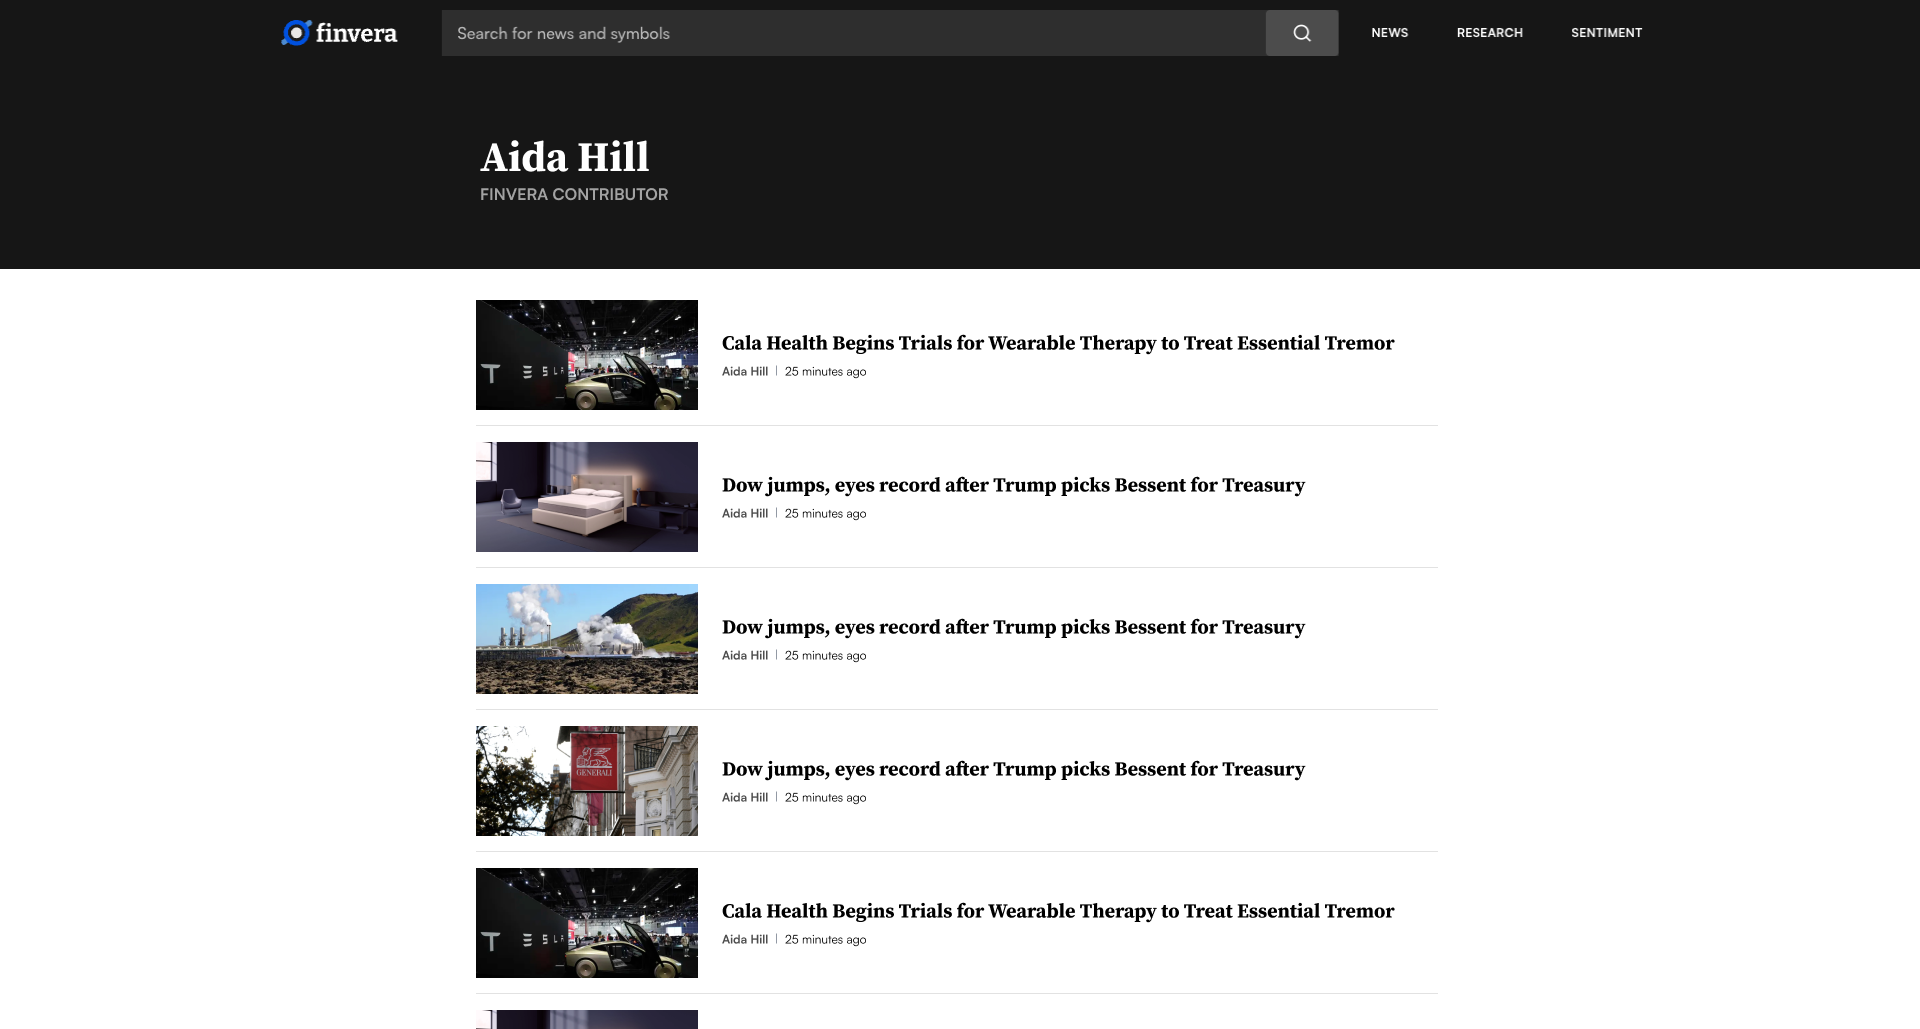 finvera
Search for news and symbols
NEWS
RESEARCH
SENTIMENT
Aida Hill
FINVERA CONTRIBUTOR
TESLA
Cala Health Begins Trials for Wearable Therapy to Treat Essential Tremor
Aida Hill | 25 minutes ago
Dow jumps, eyes record after Trump picks Bessent for Treasury
Aida Hill | 25 minutes ago
Dow jumps, eyes record after Trump picks Bessent for Treasury
Aida Hill | 25 minutes ago
GENERALI
Dow jumps, eyes record after Trump picks Bessent for Treasury
Aida Hill | 25 minutes ago
TESLA
Cala Health Begins Trials for Wearable Therapy to Treat Essential Tremor
Aida Hill | 25 minutes ago